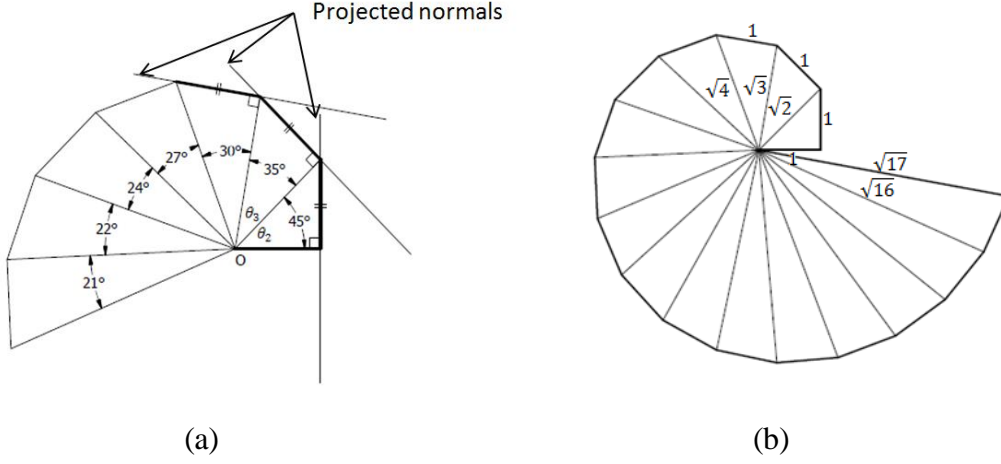 Projected normals
27°
30°
35°
24°
45°
22°
21°
θ3
θ2
O
(a)
1
1
1
1
√4
√3
√2
√17
√16
(b)